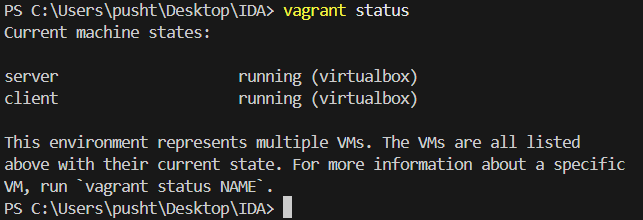 PS C:\Users\pusht\Desktop\IDA> vagrant status
Current machine states:

server                    running (virtualbox)
client                    running (virtualbox)

This environment represents multiple VMs. The VMs are all listed
above with their current state. For more information about a specific
VM, run `vagrant status NAME`.
PS C:\Users\pusht\Desktop\IDA>